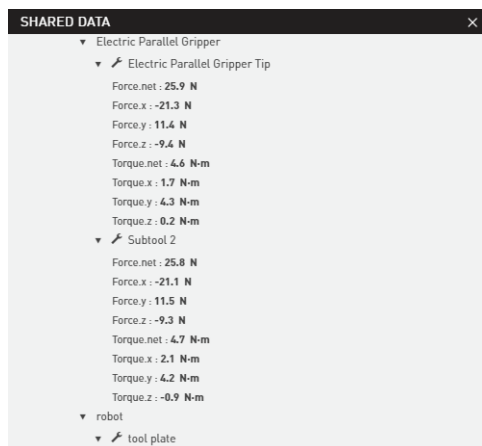 SHARED DATA
Electric Parallel Gripper
Electric Parallel Gripper Tip
Force.net : 25.9 N
Force.x : -21.3 N
Force.y : 11.4 N
Force.z : -9.4 N
Torque.net : 4.6 N-m
Torque.x : 1.7 N-m
Torque.y : 4.3 N-m
Torque.z : 0.2 N-m
Subtool 2
Force.net : 25.8 N
Force.x : -21.1 N
Force.y : 11.5 N
Force.z : -9.3 N
Torque.net : 4.7 N-m
Torque.x : 2.1 N-m
Torque.y : 4.2 N-m
Torque.z : -0.9 N-m
robot
tool plate